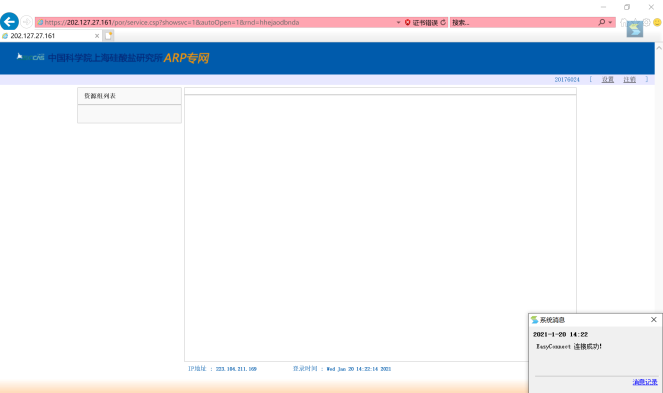 https://202.127.27.161/por/service.csp?showsvc=1&autoOpen=1&rnd=hhejaodbnda
证书错误
搜索...
202.127.27.161
中国科学院上海硅酸盐研究所 ARP专网
20176024 [ 设置 注销 ]
资源组列表
系统消息
2021-1-20 14:22
EasyConnect 连接成功!
消息记录
IP地址 : 223.104.211.169 登录时间 : Wed Jan 20 14:22:14 2021